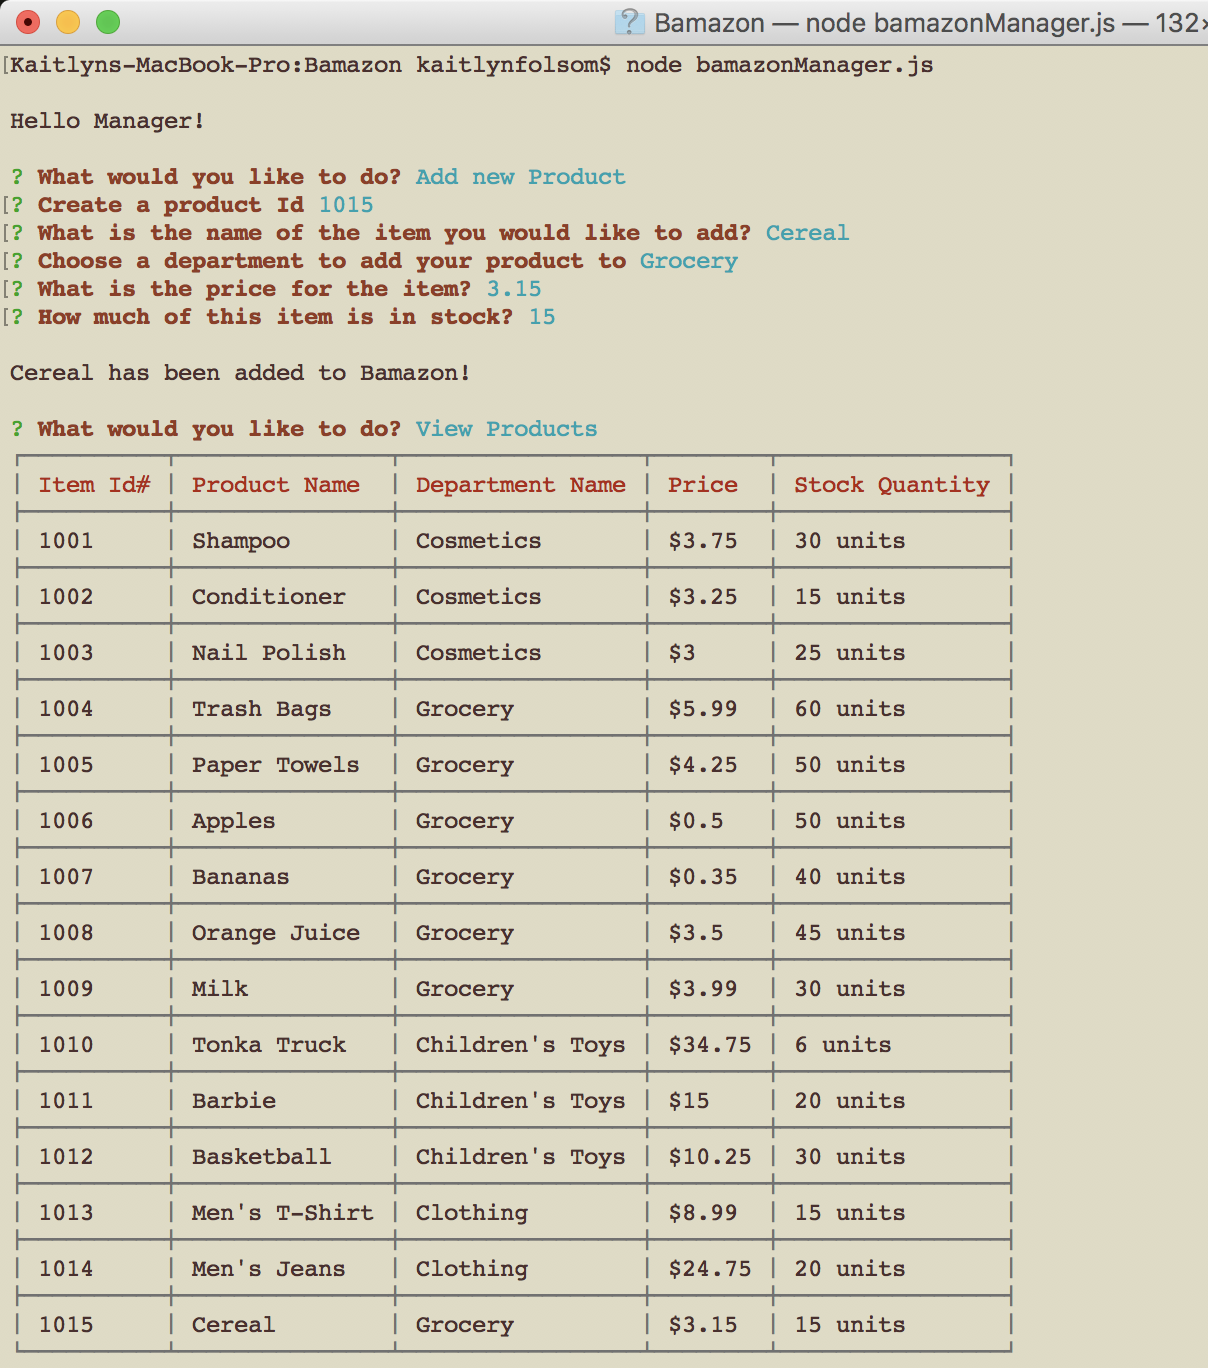 Bamazon — node bamazonManager.js — 132×
[Kaitlyns-MacBook-Pro:Bamazon kaitlynfolsom$ node bamazonManager.js
Hello Manager!
? What would you like to do? Add new Product
[? Create a product Id 1015
[? What is the name of the item you would like to add? Cereal
[? Choose a department to add your product to Grocery
[? What is the price for the item? 3.15
[? How much of this item is in stock? 15
Cereal has been added to Bamazon!
? What would you like to do? View Products
Item Id# | Product Name | Department Name | Price | Stock Quantity
1001 | Shampoo | Cosmetics | $3.75 | 30 units
1002 | Conditioner | Cosmetics | $3.25 | 15 units
1003 | Nail Polish | Cosmetics | $3 | 25 units
1004 | Trash Bags | Grocery | $5.99 | 60 units
1005 | Paper Towels | Grocery | $4.25 | 50 units
1006 | Apples | Grocery | $0.5 | 50 units
1007 | Bananas | Grocery | $0.35 | 40 units
1008 | Orange Juice | Grocery | $3.5 | 45 units
1009 | Milk | Grocery | $3.99 | 30 units
1010 | Tonka Truck | Children's Toys | $34.75 | 6 units
1011 | Barbie | Children's Toys | $15 | 20 units
1012 | Basketball | Children's Toys | $10.25 | 30 units
1013 | Men's T-Shirt | Clothing | $8.99 | 15 units
1014 | Men's Jeans | Clothing | $24.75 | 20 units
1015 | Cereal | Grocery | $3.15 | 15 units